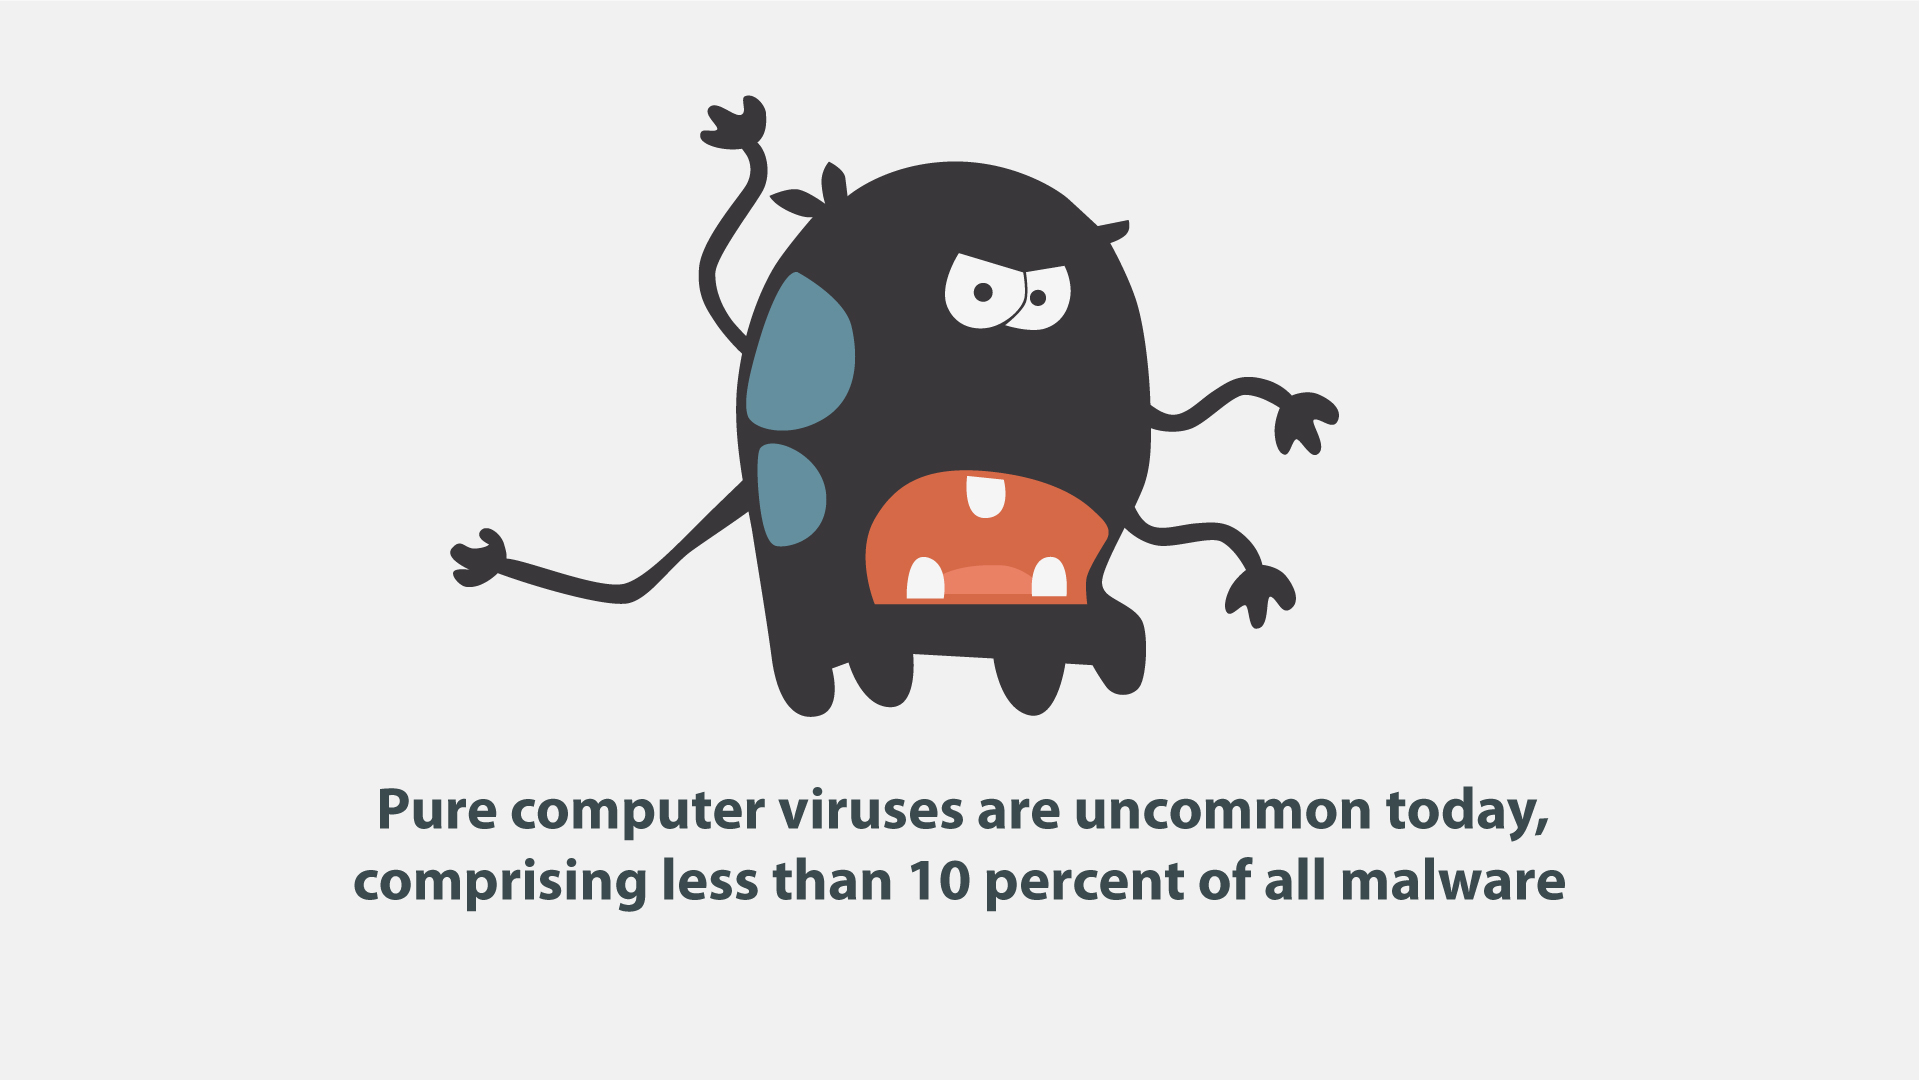 Pure computer viruses are uncommon today,
comprising less than 10 percent of all malware